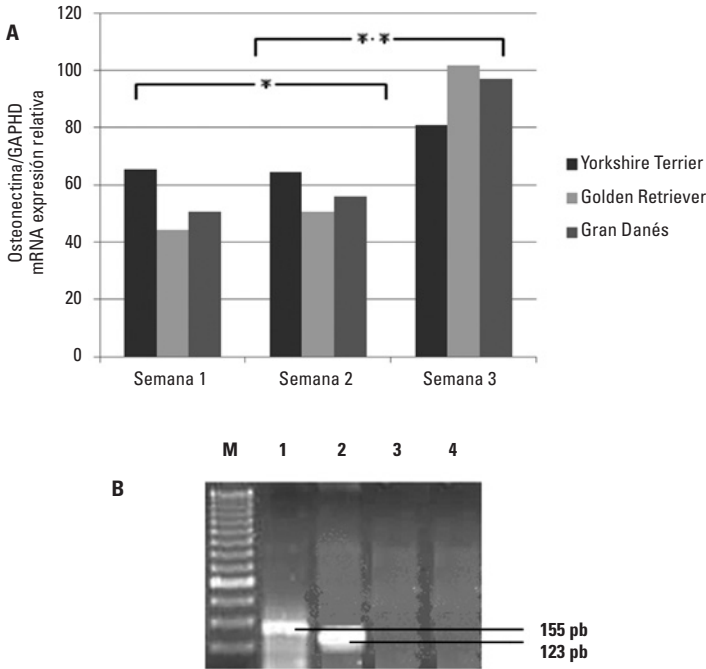 A
Osteonectina/GAPHD
mRNA expresión relativa
120
100
80
60
40
20
0
*
*.*
Semana 1
Semana 2
Semana 3
Yorkshire Terrier
Golden Retriever
Gran Danés
B
M 1 2 3 4
155 pb
123 pb